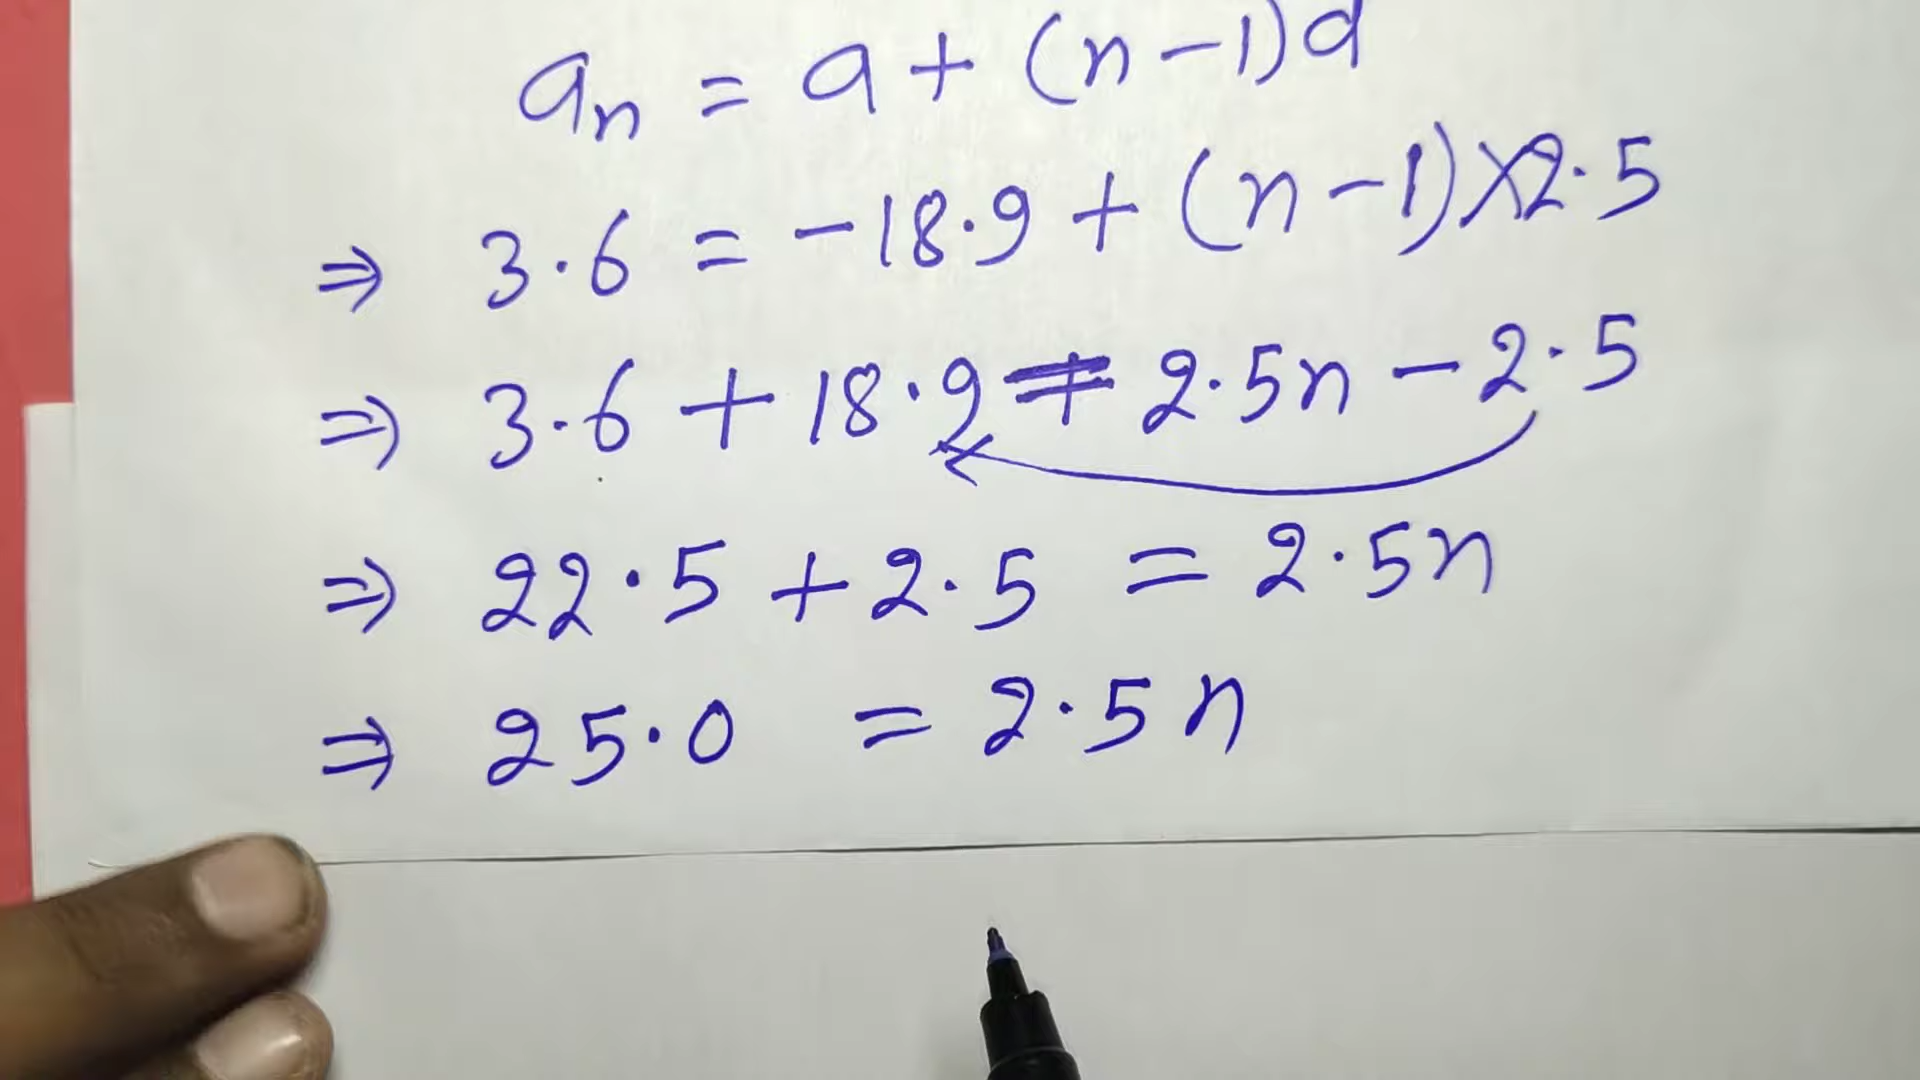 an = a + (n - 1)d
⇒ 3.6 = -18.9 + (n - 1)×2.5
⇒ 3.6 + 18.9 = 2.5n - 2.5
⇒ 22.5 + 2.5 = 2.5n
⇒ 25.0 = 2.5n